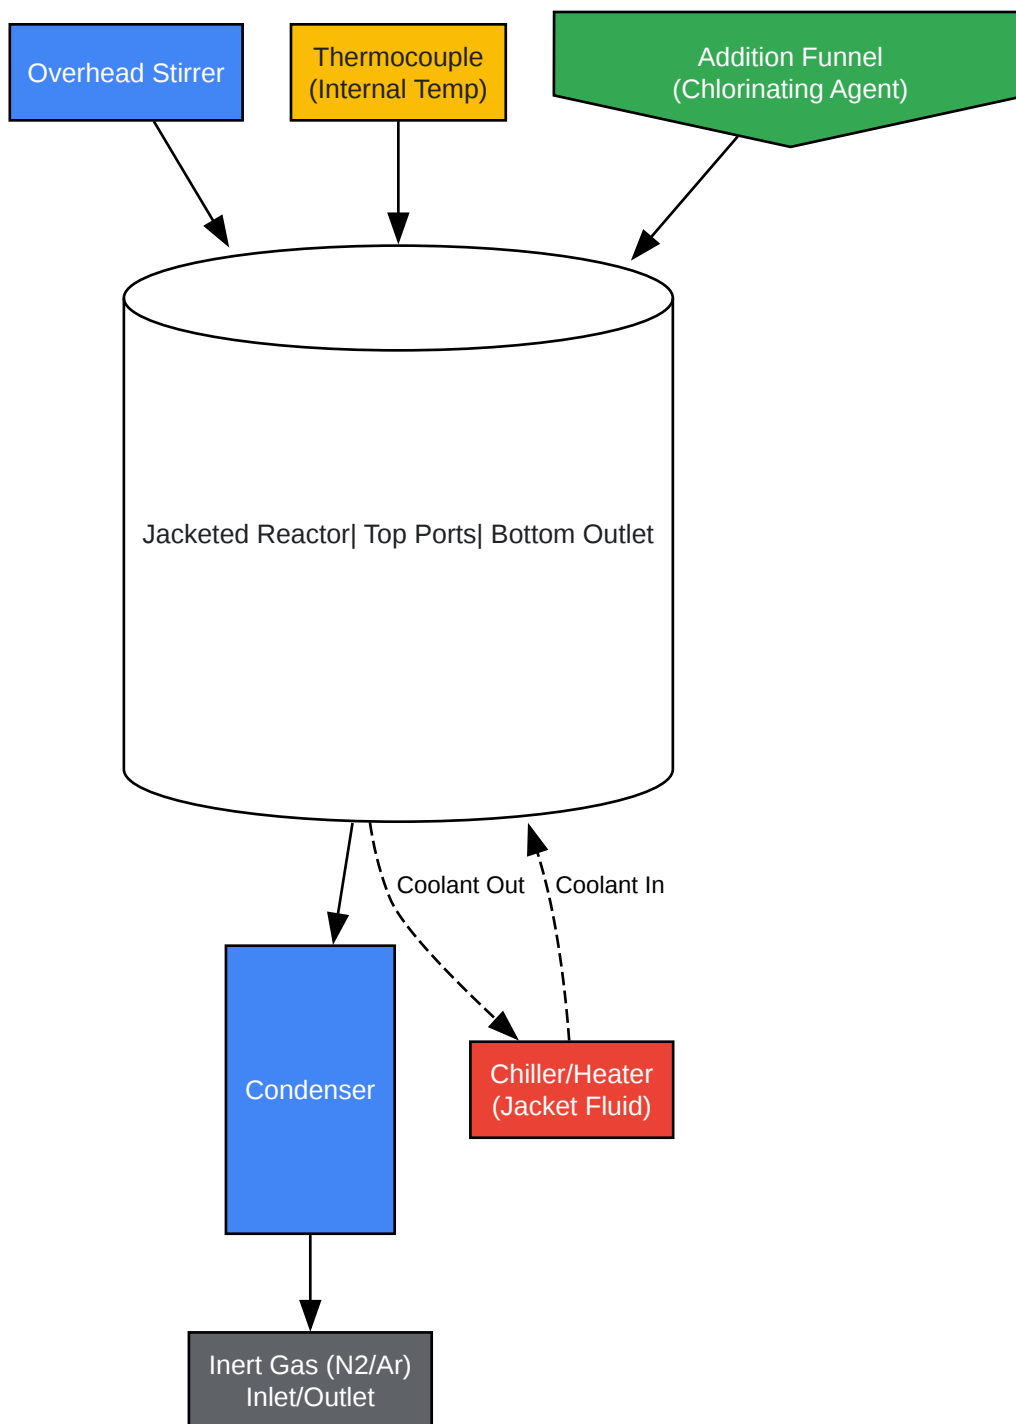 Overhead Stirrer
Thermocouple
(Internal Temp)
Addition Funnel
(Chlorinating Agent)
Jacketed Reactor| Top Ports| Bottom Outlet
Coolant Out
Coolant In
Condenser
Chiller/Heater
(Jacket Fluid)
Inert Gas (N2/Ar)
Inlet/Outlet